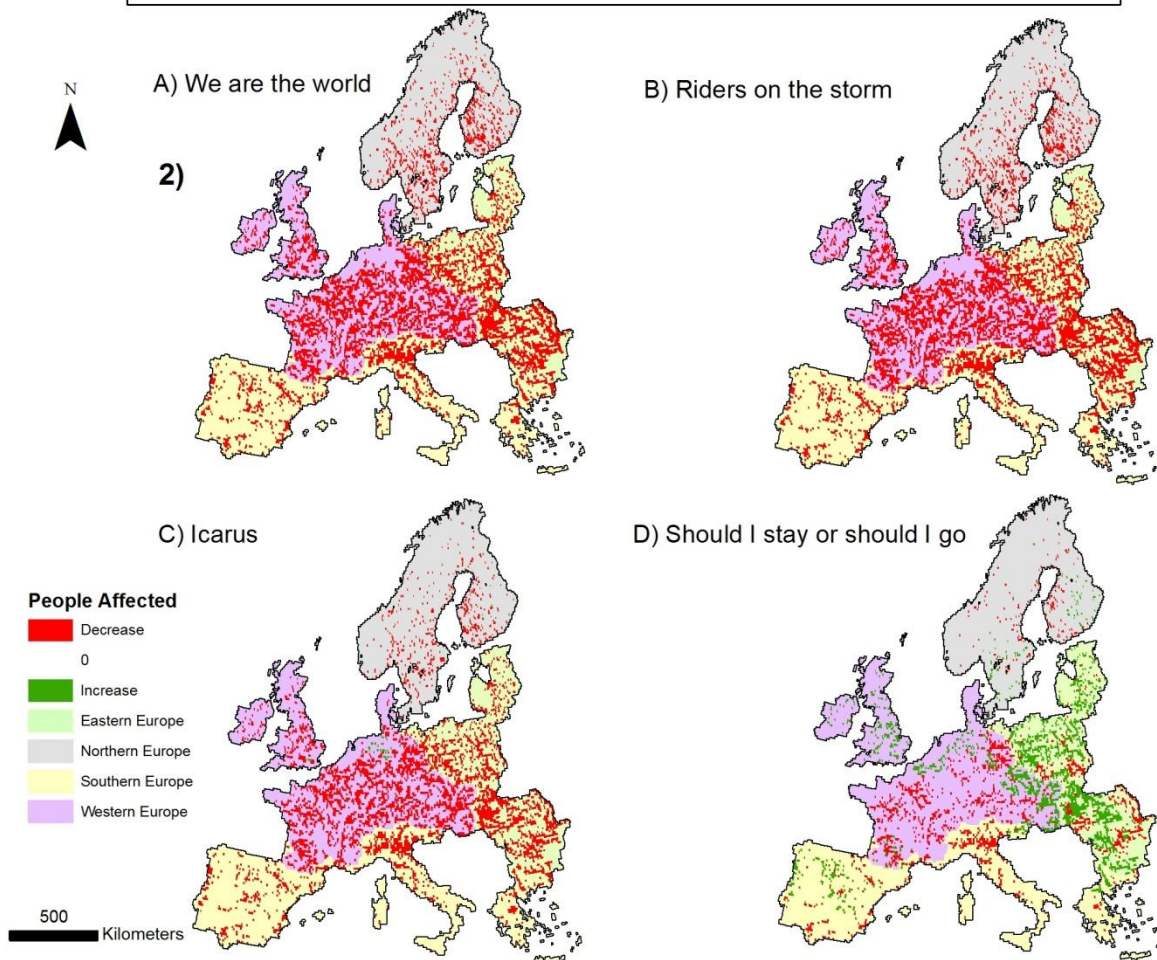 N
A) We are the world
B) Riders on the storm
2)
C) Icarus
D) Should I stay or should I go
People Affected
Decrease
0
Increase
Eastern Europe
Northern Europe
Southern Europe
Western Europe
500
Kilometers